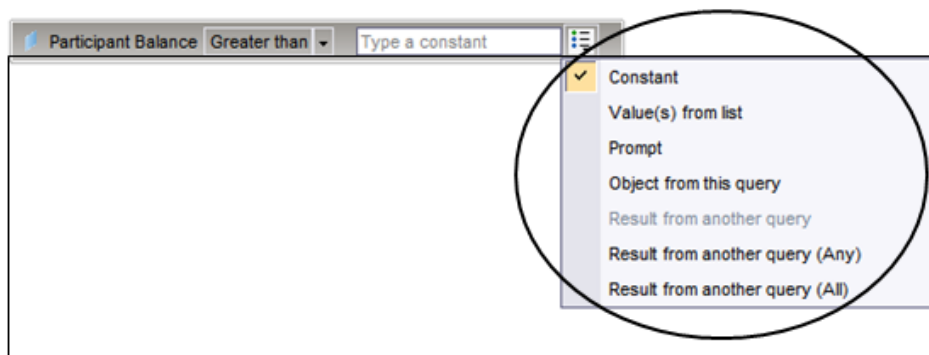 Participant Balance Greater than Type a constant
Constant
Value(s) from list
Prompt
Object from this query
Result from another query
Result from another query (Any)
Result from another query (All)